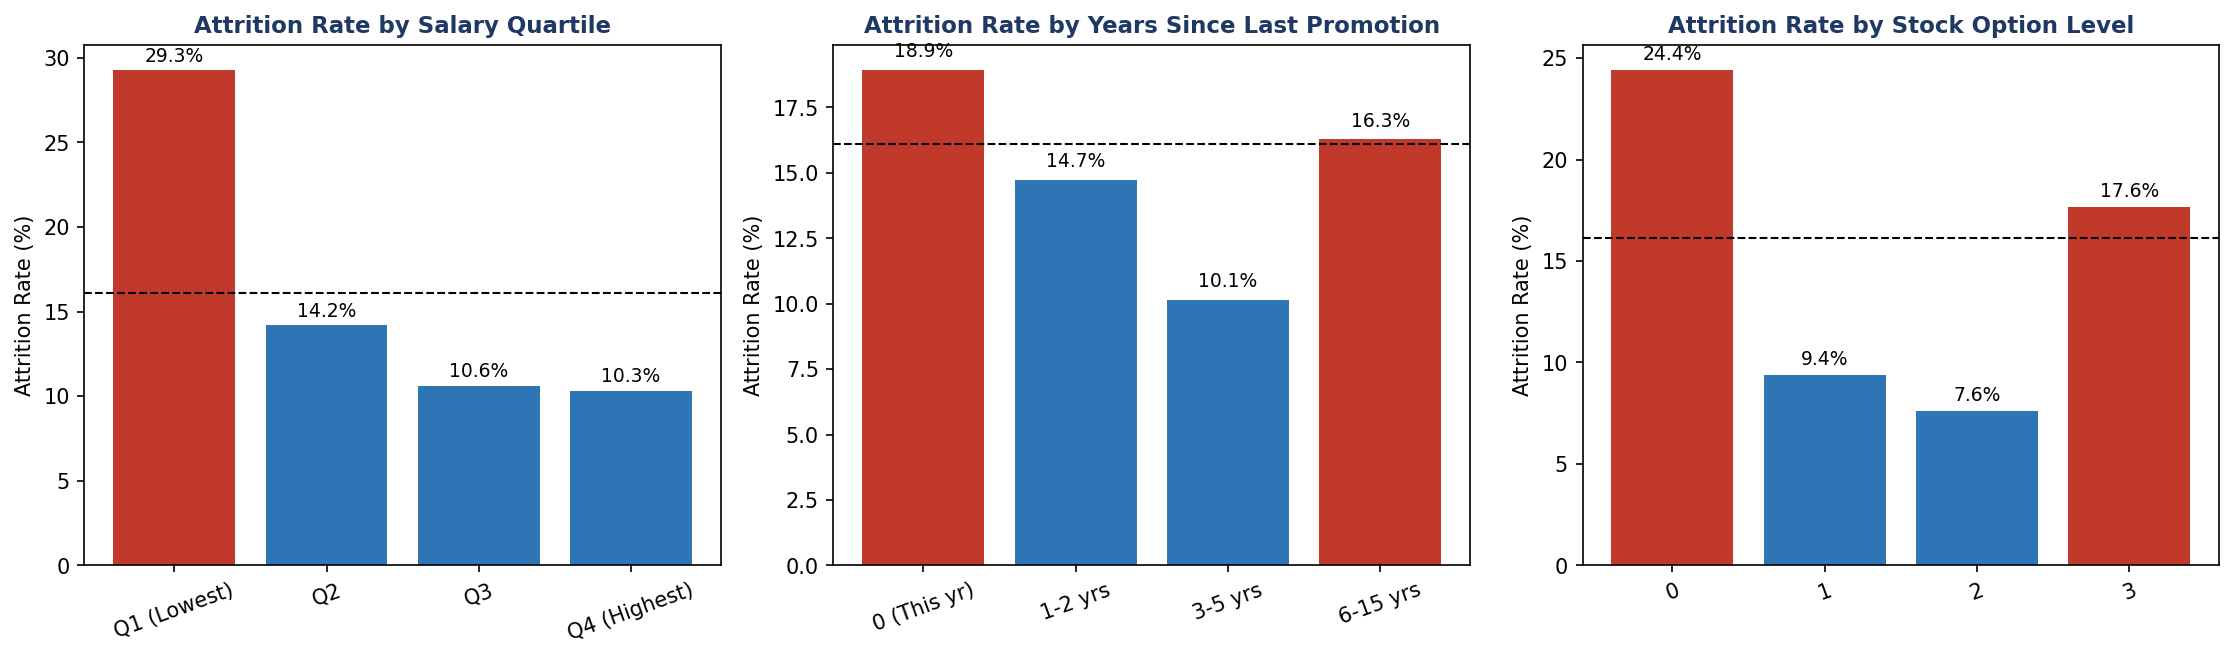 Attrition Rate by Salary Quartile
Attrition Rate (%)
30
25
20
15
10
5
0
29.3%
14.2%
10.6%
10.3%
Q1 (Lowest)
Q2
Q3
Q4 (Highest)
Attrition Rate by Years Since Last Promotion
Attrition Rate (%)
17.5
15.0
12.5
10.0
7.5
5.0
2.5
0.0
18.9%
14.7%
10.1%
16.3%
0 (This yr)
1-2 yrs
3-5 yrs
6-15 yrs
Attrition Rate by Stock Option Level
Attrition Rate (%)
25
20
15
10
5
0
24.4%
9.4%
7.6%
17.6%
0
1
2
3